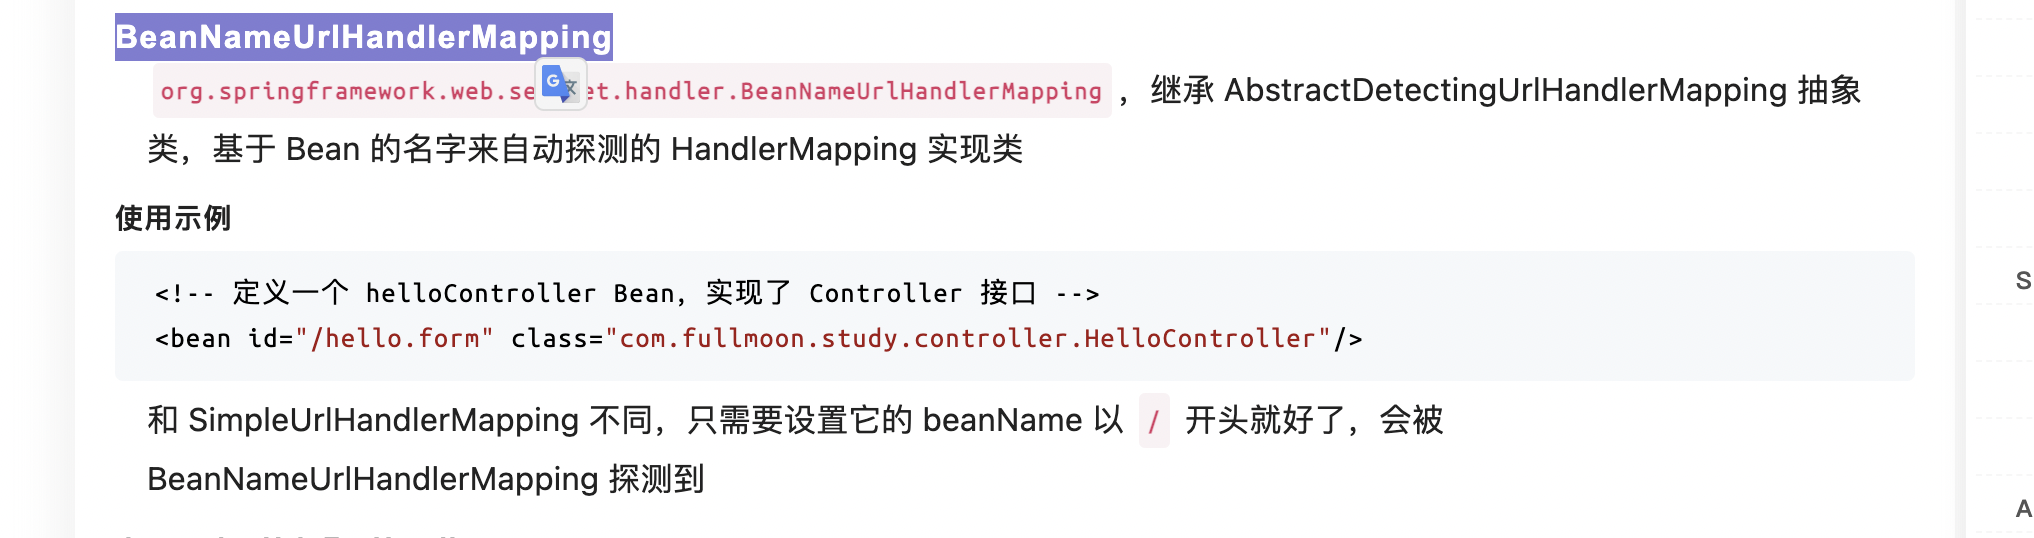 BeanNameUrlHandlerMapping
org.springframework.web.se et.handler.BeanNameUrlHandlerMapping ，继承 AbstractDetectingUrlHandlerMapping 抽象
类，基于 Bean 的名字来自动探测的 HandlerMapping 实现类
使用示例
<!-- 定义一个 helloController Bean，实现了 Controller 接口 -->
<bean id="/hello.form" class="com.fullmoon.study.controller.HelloController"/>
和 SimpleUrlHandlerMapping 不同，只需要设置它的 beanName 以 / 开头就好了，会被
BeanNameUrlHandlerMapping 探测到
S
A